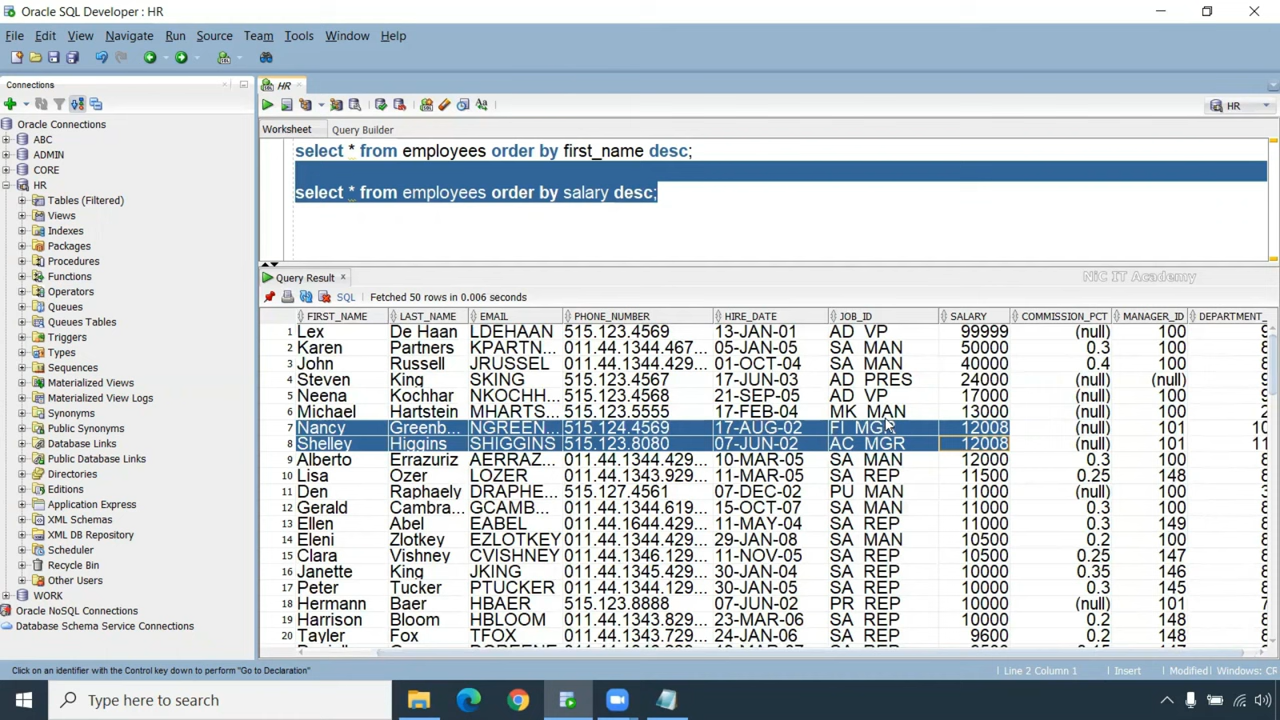 Oracle SQL Developer : HR
File Edit View Navigate Run Source Team Tools Window Help
Connections
HR
HR
Oracle Connections
ABC
ADMIN
CORE
HR
Tables (Filtered)
Views
Indexes
Packages
Procedures
Functions
Operators
Queues
Queues Tables
Triggers
Types
Sequences
Materialized Views
Materialized View Logs
Synonyms
Public Synonyms
Database Links
Public Database Links
Directories
Editions
Application Express
XML Schemas
XML DB Repository
Scheduler
Recycle Bin
Other Users
WORK
Oracle NoSQL Connections
Database Schema Service Connections
Worksheet Query Builder
select * from employees order by first_name desc;
select * from employees order by salary desc;
Query Result
NiC IT Academy
SQL Fetched 50 rows in 0.006 seconds
FIRST_NAME LAST_NAME EMAIL PHONE_NUMBER HIRE_DATE JOB_ID SALARY COMMISSION_PCT MANAGER_ID DEPARTMENT_
1 Lex De Haan LDEHAAN 515.123.4569 13-JAN-01 AD_VP 99999 (null) 100 9
2 Karen Partners KPARTN... 011.44.1344.467... 05-JAN-05 SA_MAN 50000 0.3 100 8
3 John Russell JRUSSEL 011.44.1344.429... 01-OCT-04 SA_MAN 40000 0.4 100 8
4 Steven King SKING 515.123.4567 17-JUN-03 AD_PRES 24000 (null) (null) 9
5 Neena Kochhar NKOCHH... 515.123.4568 21-SEP-05 AD_VP 17000 (null) 100 9
6 Michael Hartstein MHARTS... 515.123.5555 17-FEB-04 MK_MAN 13000 (null) 100 2
7 Nancy Greenb... NGREEN... 515.124.4569 17-AUG-02 FI_MGR 12008 (null) 101 10
8 Shelley Higgins SHIGGINS 515.123.8080 07-JUN-02 AC_MGR 12008 (null) 101 11
9 Alberto Errazuriz AERRAZ... 011.44.1344.429... 10-MAR-05 SA_MAN 12000 0.3 100 8
10 Lisa Ozer LOZER 011.44.1343.929... 11-MAR-05 SA_REP 11500 0.25 148 8
11 Den Raphaely DRAPHE... 515.127.4561 07-DEC-02 PU_MAN 11000 (null) 100 3
12 Gerald Cambra... GCAMB... 011.44.1344.619... 15-OCT-07 SA_MAN 11000 0.3 100 8
13 Ellen Abel EABEL 011.44.1644.429... 11-MAY-04 SA_REP 11000 0.3 149 8
14 Eleni Zlotkey EZLOTKEY 011.44.1344.429... 29-JAN-08 SA_MAN 10500 0.2 100 8
15 Clara Vishney CVISHNEY 011.44.1346.129... 11-NOV-05 SA_REP 10500 0.25 147 8
16 Janette King JKING 011.44.1345.429... 30-JAN-04 SA_REP 10000 0.35 146 8
17 Peter Tucker PTUCKER 011.44.1344.129... 30-JAN-05 SA_REP 10000 0.3 145 8
18 Hermann Baer HBAER 515.123.8888 07-JUN-02 PR_REP 10000 (null) 101 7
19 Harrison Bloom HBLOOM 011.44.1343.829... 23-MAR-06 SA_REP 10000 0.2 148 8
20 Tayler Fox TFOX 011.44.1343.729... 24-JAN-06 SA_REP 9600 0.2 148 8
Click on an identifier with the Control key down to perform "Go to Declaration"
Line 2 Column 1 Insert Modified Windows: CR
Type here to search